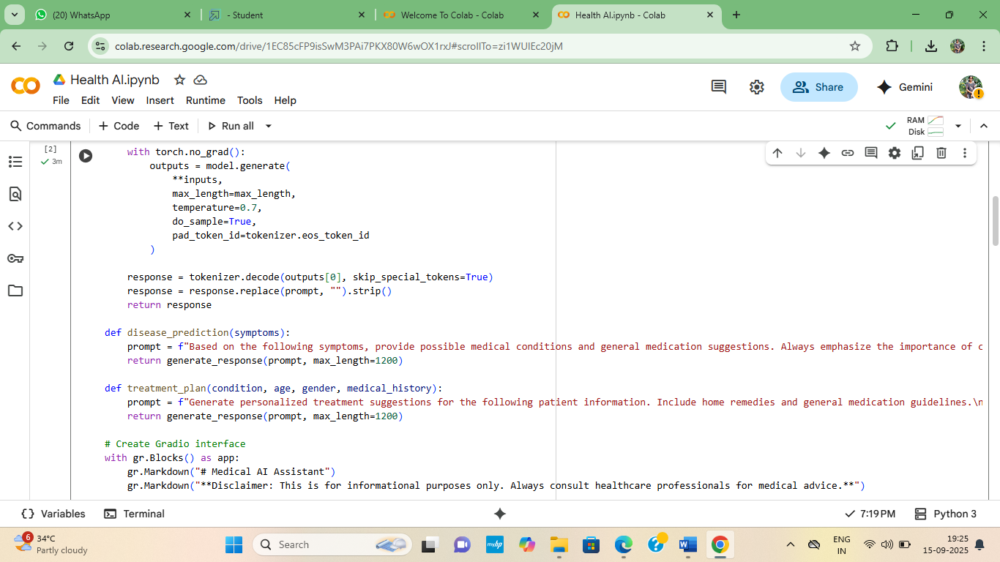 (20) WhatsApp
- Student
Welcome To Colab - Colab
Health AI.ipynb - Colab
colab.research.google.com/drive/1EC85cFP9isSwM3PAi7PKX80W6wOX1rxJ#scrollTo=zi1WUlEc20jM
Health AI.ipynb
File Edit View Insert Runtime Tools Help
Share
Gemini
Commands + Code + Text Run all
RAM
Disk
[2]
3m
with torch.no_grad():
outputs = model.generate(
**inputs,
max_length=max_length,
temperature=0.7,
do_sample=True,
pad_token_id=tokenizer.eos_token_id
)
response = tokenizer.decode(outputs[0], skip_special_tokens=True)
response = response.replace(prompt, "").strip()
return response
def disease_prediction(symptoms):
prompt = f"Based on the following symptoms, provide possible medical conditions and general medication suggestions. Always emphasize the importance of c
return generate_response(prompt, max_length=1200)
def treatment_plan(condition, age, gender, medical_history):
prompt = f"Generate personalized treatment suggestions for the following patient information. Include home remedies and general medication guidelines.\n
return generate_response(prompt, max_length=1200)
# Create Gradio interface
with gr.Blocks() as app:
gr.Markdown("# Medical AI Assistant")
gr.Markdown("**Disclaimer: This is for informational purposes only. Always consult healthcare professionals for medical advice.**")
Variables Terminal
7:19 PM
Python 3
6
34°C
Partly cloudy
Search
myhp
ENG
IN
19:25
15-09-2025